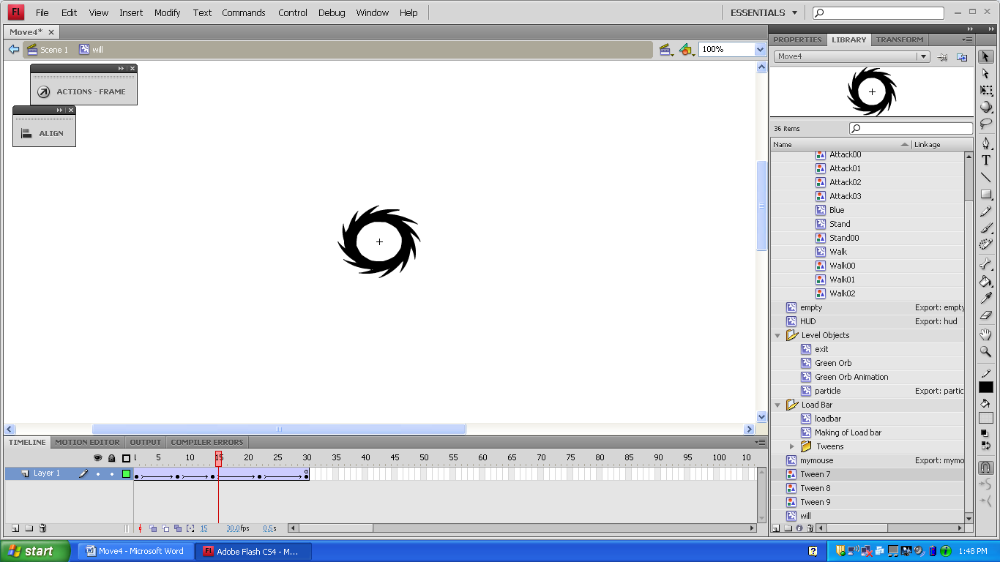 Fl File Edit View Insert Modify Text Commands Control Debug Window Help ESSENTIALS
Move4*
Scene 1 will 100%
ACTIONS - FRAME
ALIGN
PROPERTIES LIBRARY TRANSFORM
Move4
36 items
Name Linkage
Attack00
Attack01
Attack02
Attack03
Blue
Stand
Stand00
Walk
Walk00
Walk01
Walk02
empty Export: empty
HUD Export: hud
Level Objects
exit
Green Orb
Green Orb Animation
particle Export: partic
Load Bar
loadbar
Making of Load bar
Tweens
mymouse Export: mymo
Tween 7
Tween 8
Tween 9
will
T
TIMELINE MOTION EDITOR OUTPUT COMPILER ERRORS
5 10 15 20 25 30 35 40 45 50 55 60 65 70 75 80 85 90 95 100 10
Layer 1
15 30.0fps 0.5s
start Move4 - Microsoft Word Fl Adobe Flash CS4 - M... 1:48 PM